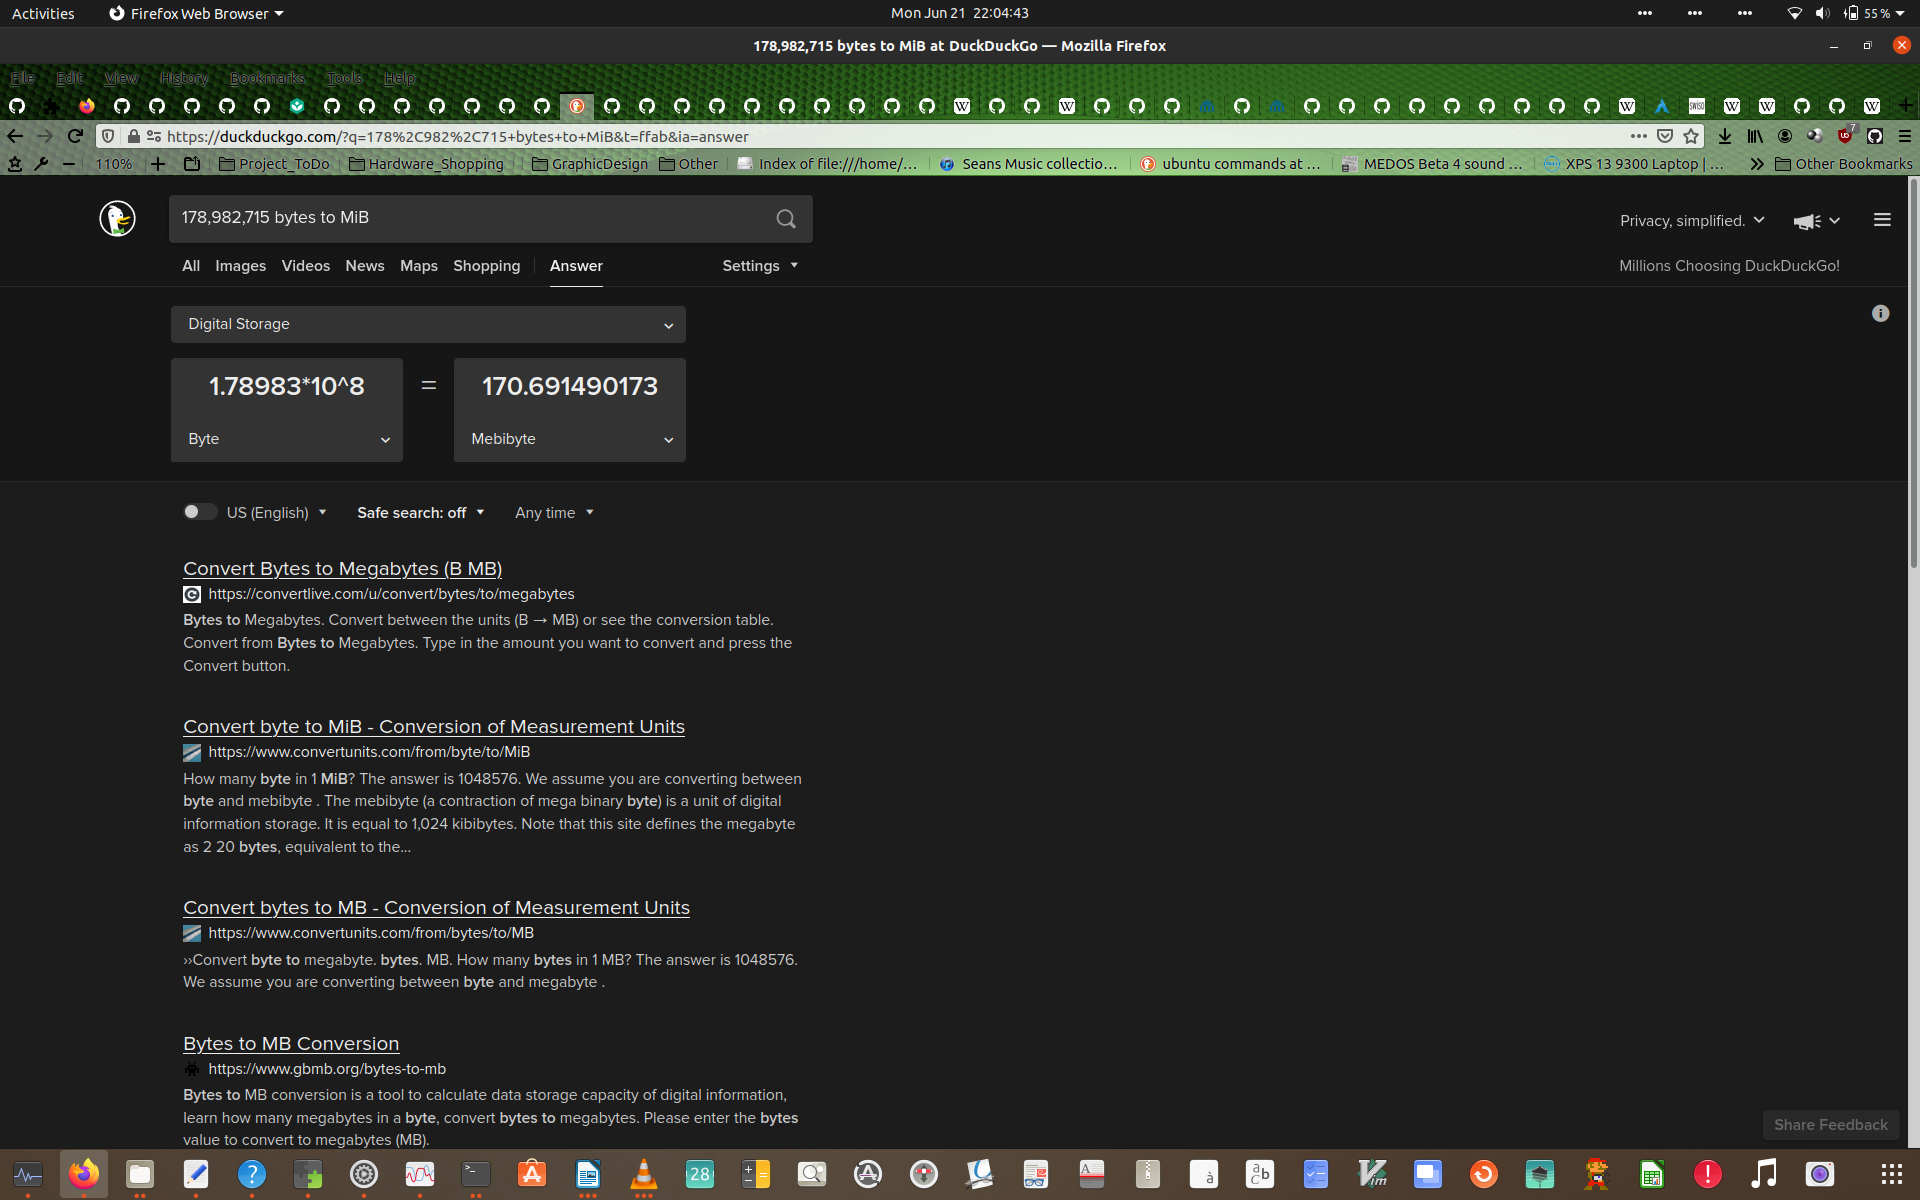 Activities
Firefox Web Browser
Mon Jun 21 22:04:43
55 %
178,982,715 bytes to MiB at DuckDuckGo — Mozilla Firefox
File Edit View History Bookmarks Tools Help
https://duckduckgo.com/?q=178%2C982%2C715+bytes+to+MiB&t=ffab&ia=answer
7
110%
Project_ToDo
Hardware_Shopping
GraphicDesign
Other
Index of file:///home/...
Seans Music collectio...
ubuntu commands at ...
MEDOS Beta 4 sound ...
XPS 13 9300 Laptop | ...
Other Bookmarks
178,982,715 bytes to MiB
Privacy, simplified.
All Images Videos News Maps Shopping Answer Settings
Millions Choosing DuckDuckGo!
Digital Storage
1.78983*10^8 = 170.691490173
Byte Mebibyte
US (English) Safe search: off Any time
Convert Bytes to Megabytes (B MB)
https://convertlive.com/u/convert/bytes/to/megabytes
Bytes to Megabytes. Convert between the units (B → MB) or see the conversion table.
Convert from Bytes to Megabytes. Type in the amount you want to convert and press the
Convert button.
Convert byte to MiB - Conversion of Measurement Units
https://www.convertunits.com/from/byte/to/MiB
How many byte in 1 MiB? The answer is 1048576. We assume you are converting between
byte and mebibyte . The mebibyte (a contraction of mega binary byte) is a unit of digital
information storage. It is equal to 1,024 kibibytes. Note that this site defines the megabyte
as 2 20 bytes, equivalent to the...
Convert bytes to MB - Conversion of Measurement Units
https://www.convertunits.com/from/bytes/to/MB
››Convert byte to megabyte. bytes. MB. How many bytes in 1 MB? The answer is 1048576.
We assume you are converting between byte and megabyte .
Bytes to MB Conversion
https://www.gbmb.org/bytes-to-mb
Bytes to MB conversion is a tool to calculate data storage capacity of digital information,
learn how many megabytes in a byte, convert bytes to megabytes. Please enter the bytes
value to convert to megabytes (MB).
Share Feedback
28